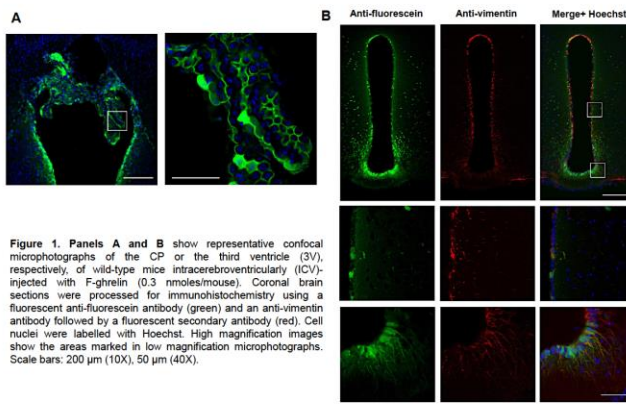 A
B
Anti-fluorescein Anti-vimentin Merge+ Hoechst
Figure 1. Panels A and B show representative confocal
microphotographs of the CP or the third ventricle (3V),
respectively, of wild-type mice intracerebroventricularly (ICV)-
injected with F-ghrelin (0.3 nmoles/mouse). Coronal brain
sections were processed for immunohistochemistry using a
fluorescent anti-fluorescein antibody (green) and an anti-vimentin
antibody followed by a fluorescent secondary antibody (red). Cell
nuclei were labelled with Hoechst. High magnification images
show the areas marked in low magnification microphotographs.
Scale bars: 200 μm (10X), 50 μm (40X).